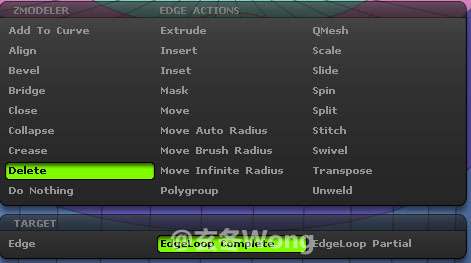 ZMODELER EDGE ACTIONS
Add To Curve Extrude QMesh
Align Insert Scale
Bevel Inset Slide
Bridge Mask Spin
Close Move Split
Collapse Move Auto Radius Stitch
Crease Move Brush Radius Swivel
Delete Move Infinite Radius Transpose
Do Nothing Polygroup Unweld
TARGET
Edge EdgeLoop Complete EdgeLoop Partial
@玄名Wong